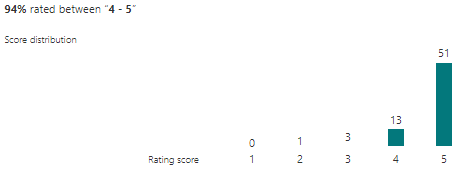 94% rated between "4 - 5"
Score distribution
51
13
3
1
0
Rating score 1 2 3 4 5